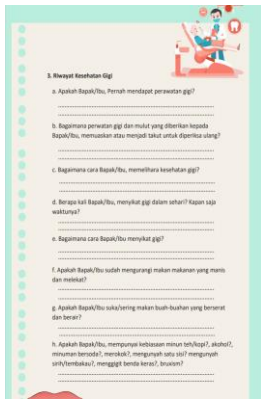 3. Riwayat Kesehatan Gigi
a. Apakah Bapak/Ibu, Pernah mendapat perawatan gigi?
b. Bagaimana perwatan gigi dan mulut yang diberikan kepada
Bapak/Ibu, memuaskan atau menjadi takut untuk diperiksa ulang?
c. Bagaimana cara Bapak/Ibu, memelihara kesehatan gigi?
d. Berapa kali Bapak/Ibu, menyikat gigi dalam sehari? Kapan saja
waktunya?
e. Bagaimana cara Bapak/Ibu menyikat gigi?
f. Apakah Bapak/Ibu sudah mengurangi makan makanan yang manis
dan melekat?
g. Apakah Bapak/Ibu suka/sering makan buah-buahan yang berserat
dan berair?
h. Apakah Bapak/Ibu, mempunyai kebiasaan minun teh/kopi?, akohol?,
minuman bersoda?, merokok?, mengunyah satu sisi? mengunyah
sirih/tembakau?, menggigit benda keras?, bruxism?